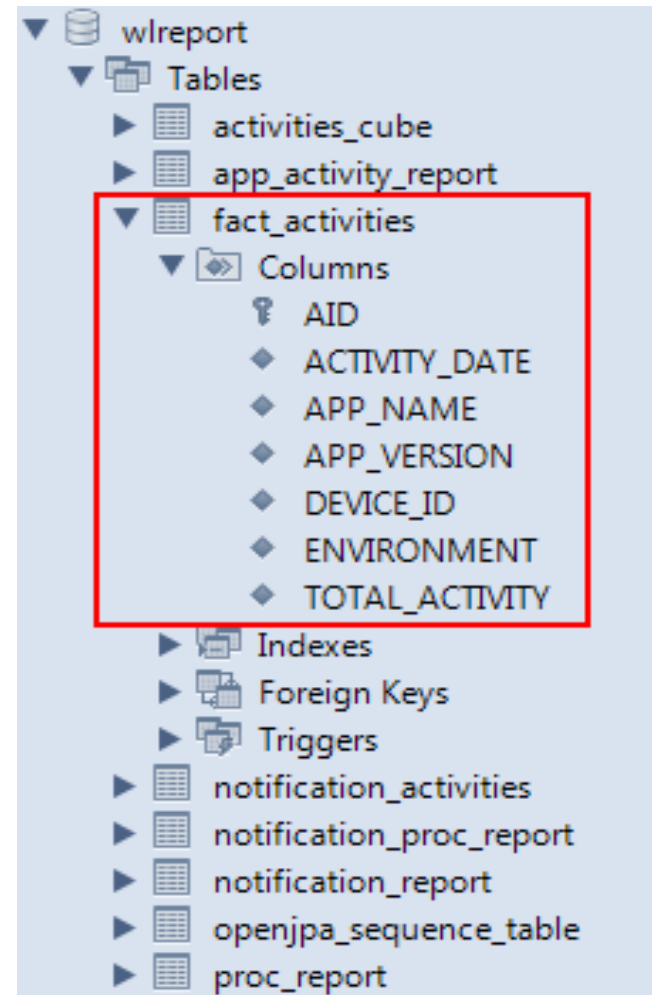 wlreport
Tables
activities_cube
app_activity_report
fact_activities
Columns
AID
ACTIVITY_DATE
APP_NAME
APP_VERSION
DEVICE_ID
ENVIRONMENT
TOTAL_ACTIVITY
Indexes
Foreign Keys
Triggers
notification_activities
notification_proc_report
notification_report
openjpa_sequence_table
proc_report